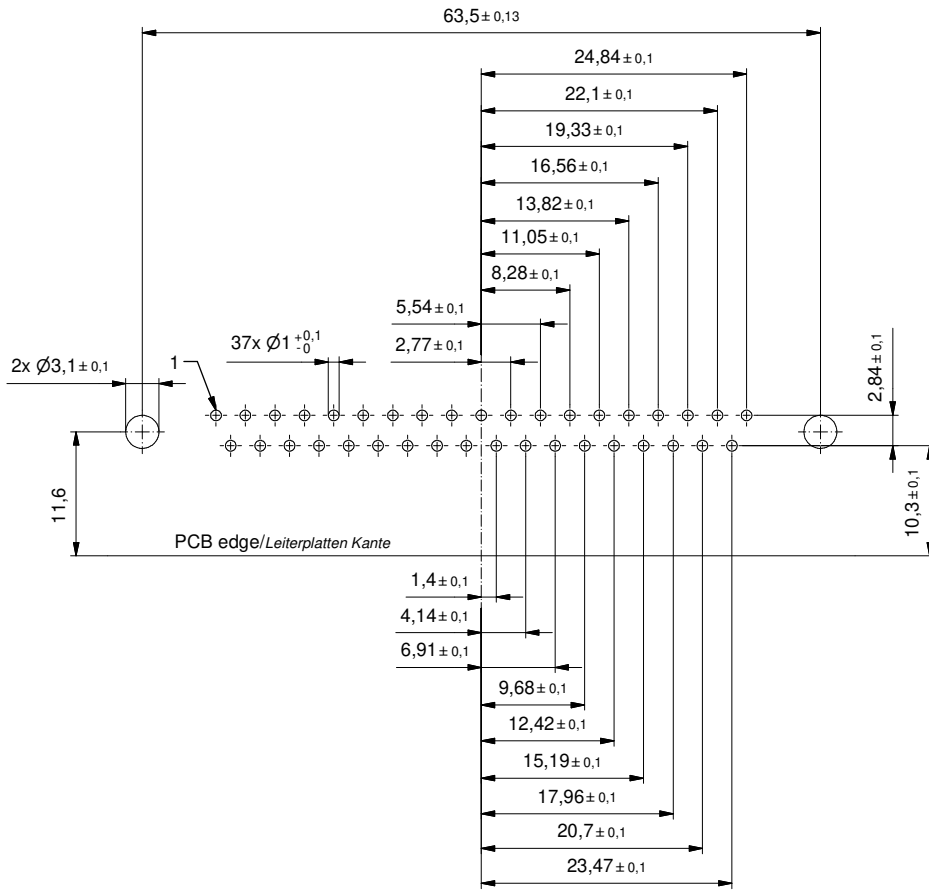 63,5 ± 0,13
24,84 ± 0,1
22,1 ± 0,1
19,33 ± 0,1
16,56 ± 0,1
13,82 ± 0,1
11,05 ± 0,1
8,28 ± 0,1
5,54 ± 0,1
37x Ø1 +0,1 -0
2,77 ± 0,1
1
2x Ø3,1 ± 0,1
2,84 ± 0,1
11,6
10,3 ± 0,1
PCB edge/Leiterplatten Kante
1,4 ± 0,1
4,14 ± 0,1
6,91 ± 0,1
9,68 ± 0,1
12,42 ± 0,1
15,19 ± 0,1
17,96 ± 0,1
20,7 ± 0,1
23,47 ± 0,1